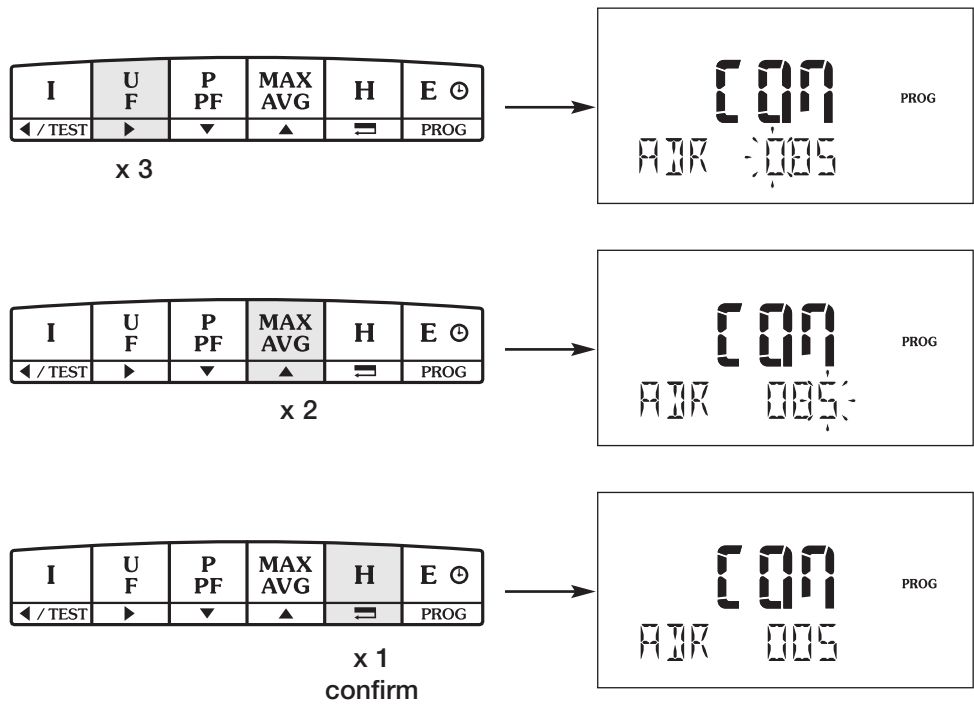 I U P MAX H E
F PF AVG
/ TEST PROG
x 3
COM PROG
ADR 005
I U P MAX H E
F PF AVG
/ TEST PROG
x 2
COM PROG
ADR 005
I U P MAX H E
F PF AVG
/ TEST PROG
x 1
confirm
COM PROG
ADR 005